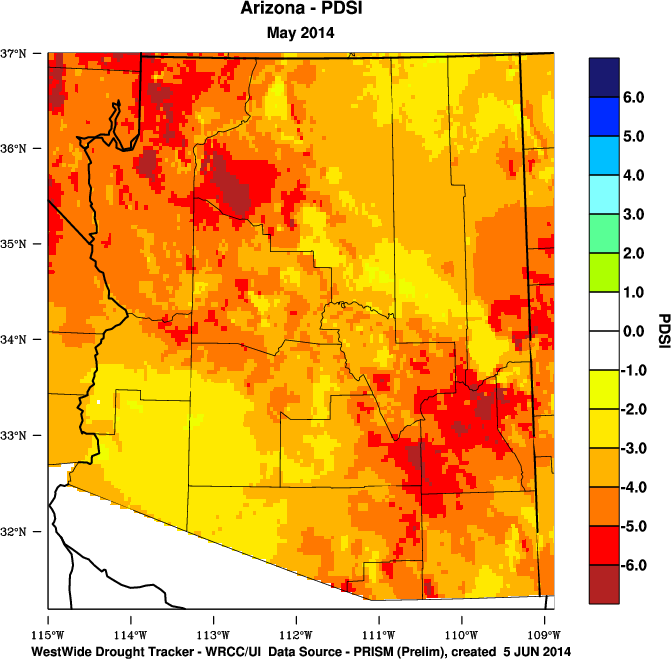 Arizona - PDSI
May 2014
37°N
36°N
35°N
34°N
33°N
32°N
115°W 114°W 113°W 112°W 111°W 110°W 109°W
6.0
5.0
4.0
3.0
2.0
1.0
0.0
-1.0
-2.0
-3.0
-4.0
-5.0
-6.0
PDSI
WestWide Drought Tracker - WRCC/UI Data Source - PRISM (Prelim), created 5 JUN 2014